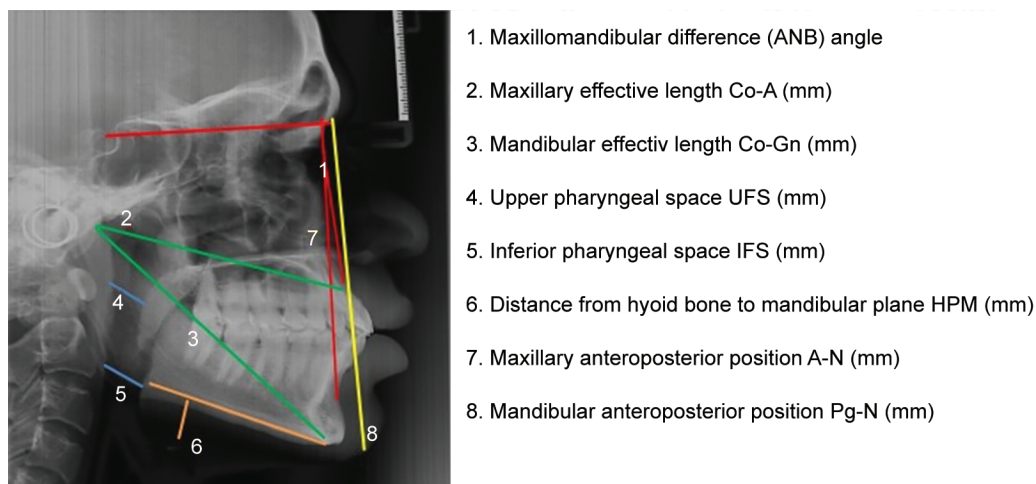 1. Maxillomandibular difference (ANB) angle
2. Maxillary effective length Co-A (mm)
3. Mandibular effectiv length Co-Gn (mm)
4. Upper pharyngeal space UFS (mm)
5. Inferior pharyngeal space IFS (mm)
6. Distance from hyoid bone to mandibular plane HPM (mm)
7. Maxillary anteroposterior position A-N (mm)
8. Mandibular anteroposterior position Pg-N (mm)
1
2
7
4
3
5
8
6